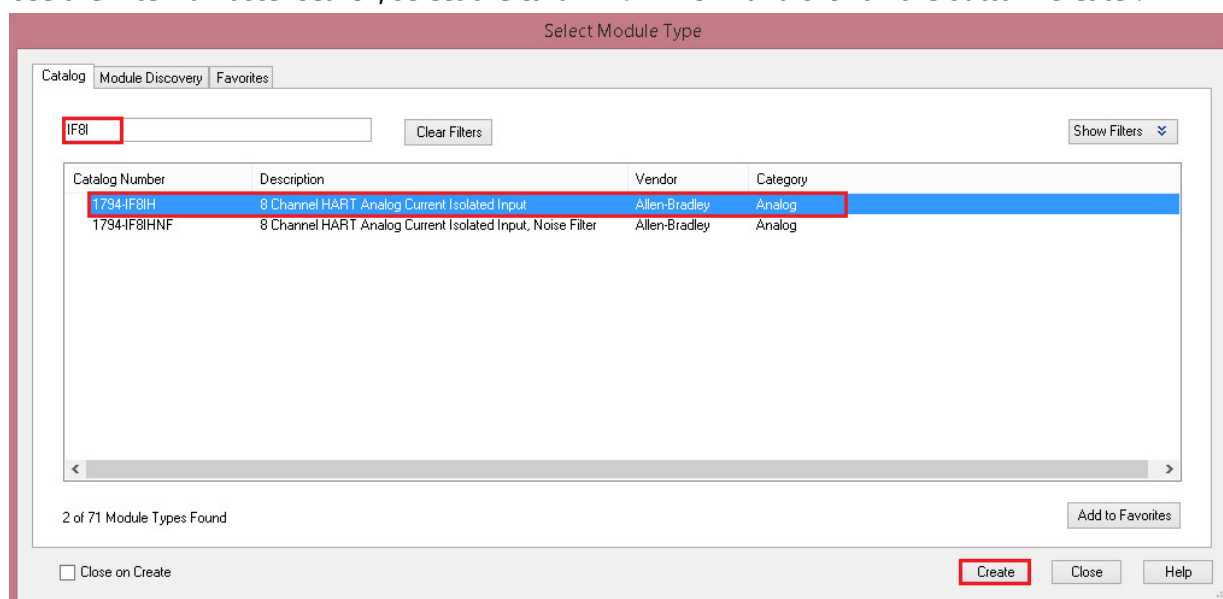 Select Module Type
Catalog Module Discovery Favorites
IF8I Clear Filters Show Filters
Catalog Number Description Vendor Category
1794-IF8IH 8 Channel HART Analog Current Isolated Input Allen-Bradley Analog
1794-IF8IHNF 8 Channel HART Analog Current Isolated Input, Noise Filter Allen-Bradley Analog
2 of 71 Module Types Found Add to Favorites
Close on Create Create Close Help